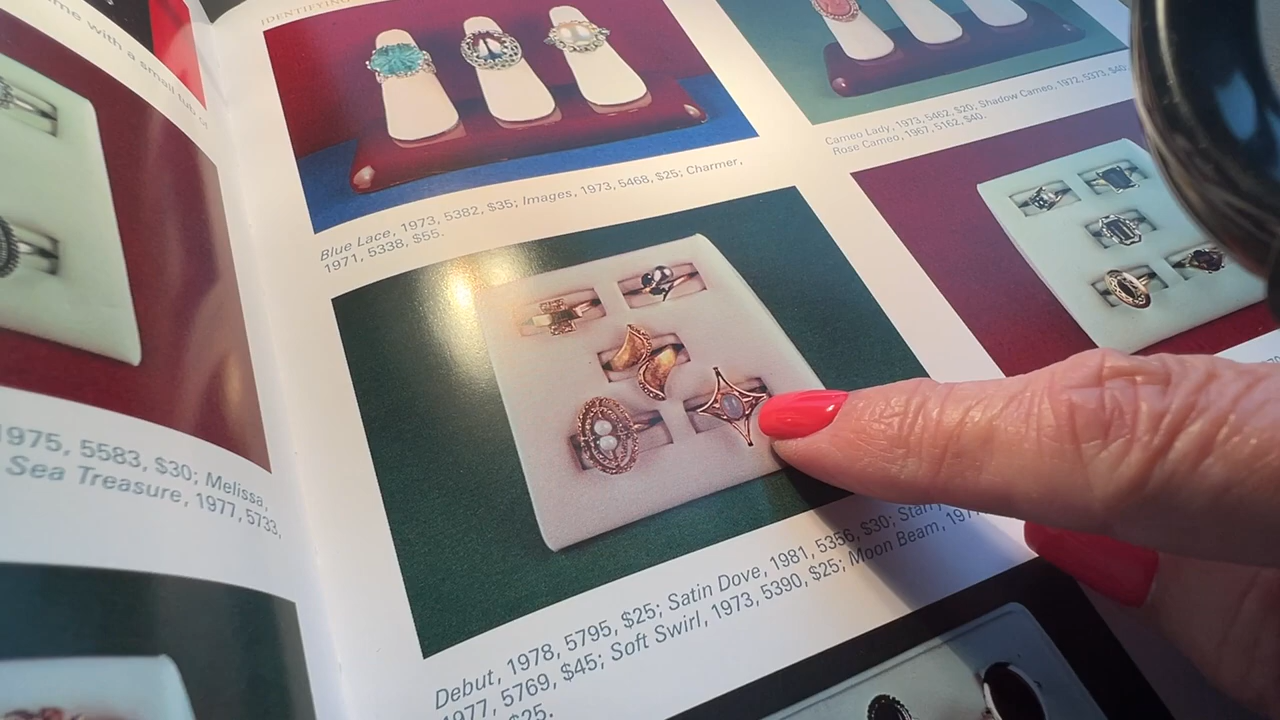 IDENTIFYING
me with a small tub of
Blue Lace, 1973, 5382, $35; Images, 1973, 5468, $25; Charmer,
1971, 5338, $55.
Cameo Lady, 1973, 5462, $20; Shadow Cameo, 1972, 5373, $40
Rose Cameo, 1967, 5162, $40.
1975, 5583, $30; Melissa,
Sea Treasure, 1977, 5733,
Debut, 1978, 5795, $25; Satin Dove, 1981, 5356, $30;
1977, 5769, $45; Soft Swirl, 1973, 5390, $25; Moon Beam,
$25.